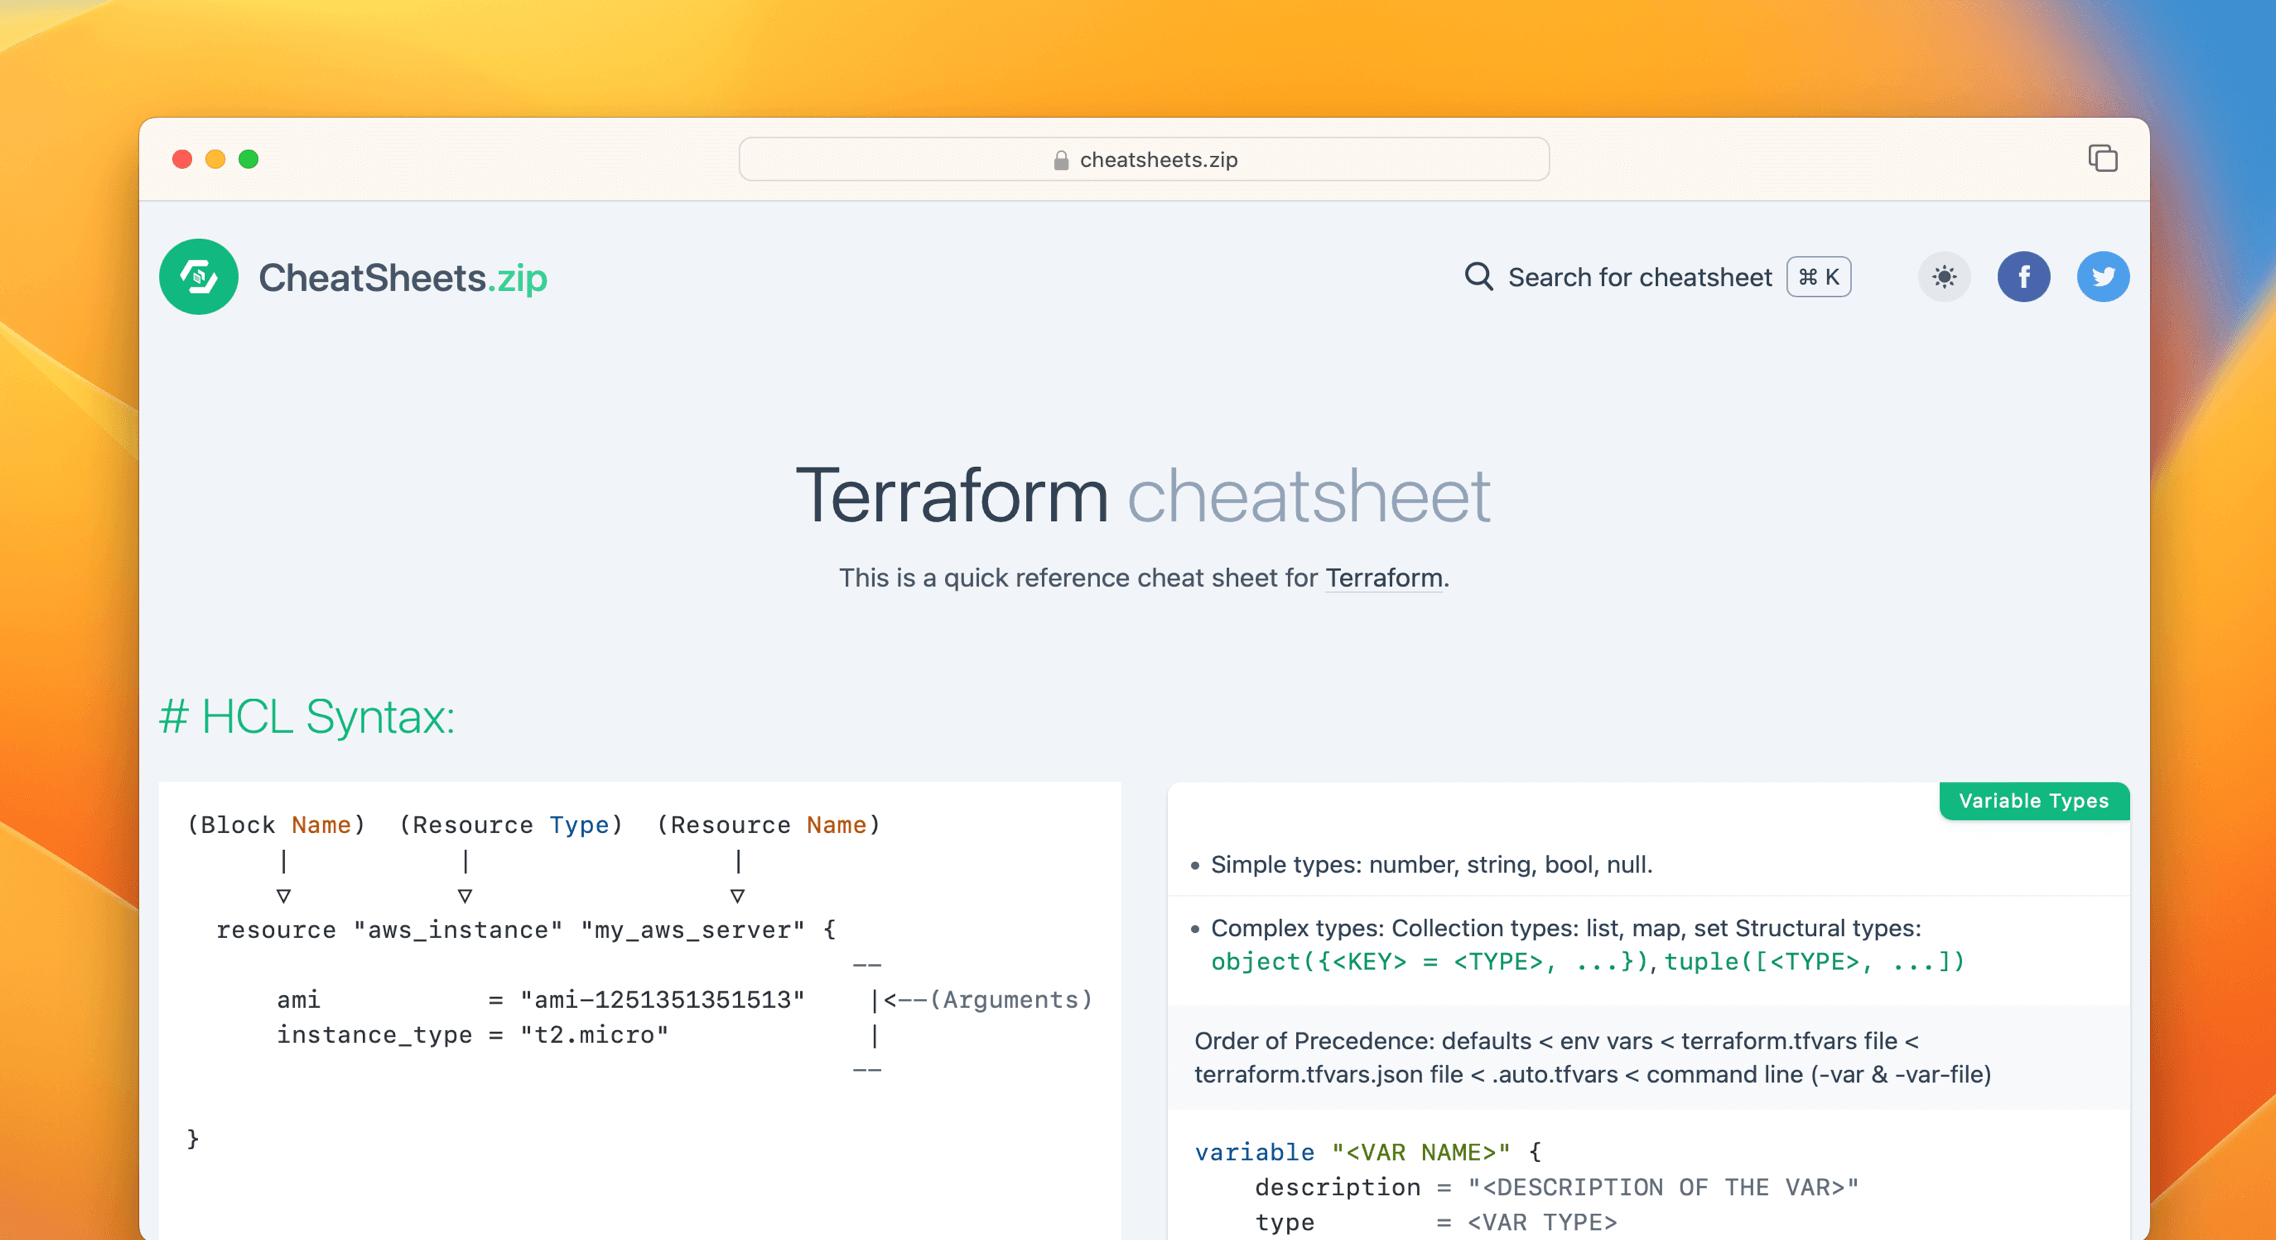 cheatsheets.zip
CheatSheets.zip
Search for cheatsheet ⌘ K
Terraform cheatsheet
This is a quick reference cheat sheet for Terraform.
# HCL Syntax:
(Block Name)  (Resource Type)  (Resource Name)
|            |                 |
▽            ▽                 ▽
resource "aws_instance" "my_aws_server" {
——
ami           = "ami-1251351351513"    |<——(Arguments)
instance_type = "t2.micro"             |
——
}
Variable Types
• Simple types: number, string, bool, null.
• Complex types: Collection types: list, map, set Structural types:
object({<KEY> = <TYPE>, ...}), tuple([<TYPE>, ...])
Order of Precedence: defaults < env vars < terraform.tfvars file <
terraform.tfvars.json file < .auto.tfvars < command line (-var & -var-file)
variable "<VAR NAME>" {
description = "<DESCRIPTION OF THE VAR>"
type        = <VAR TYPE>